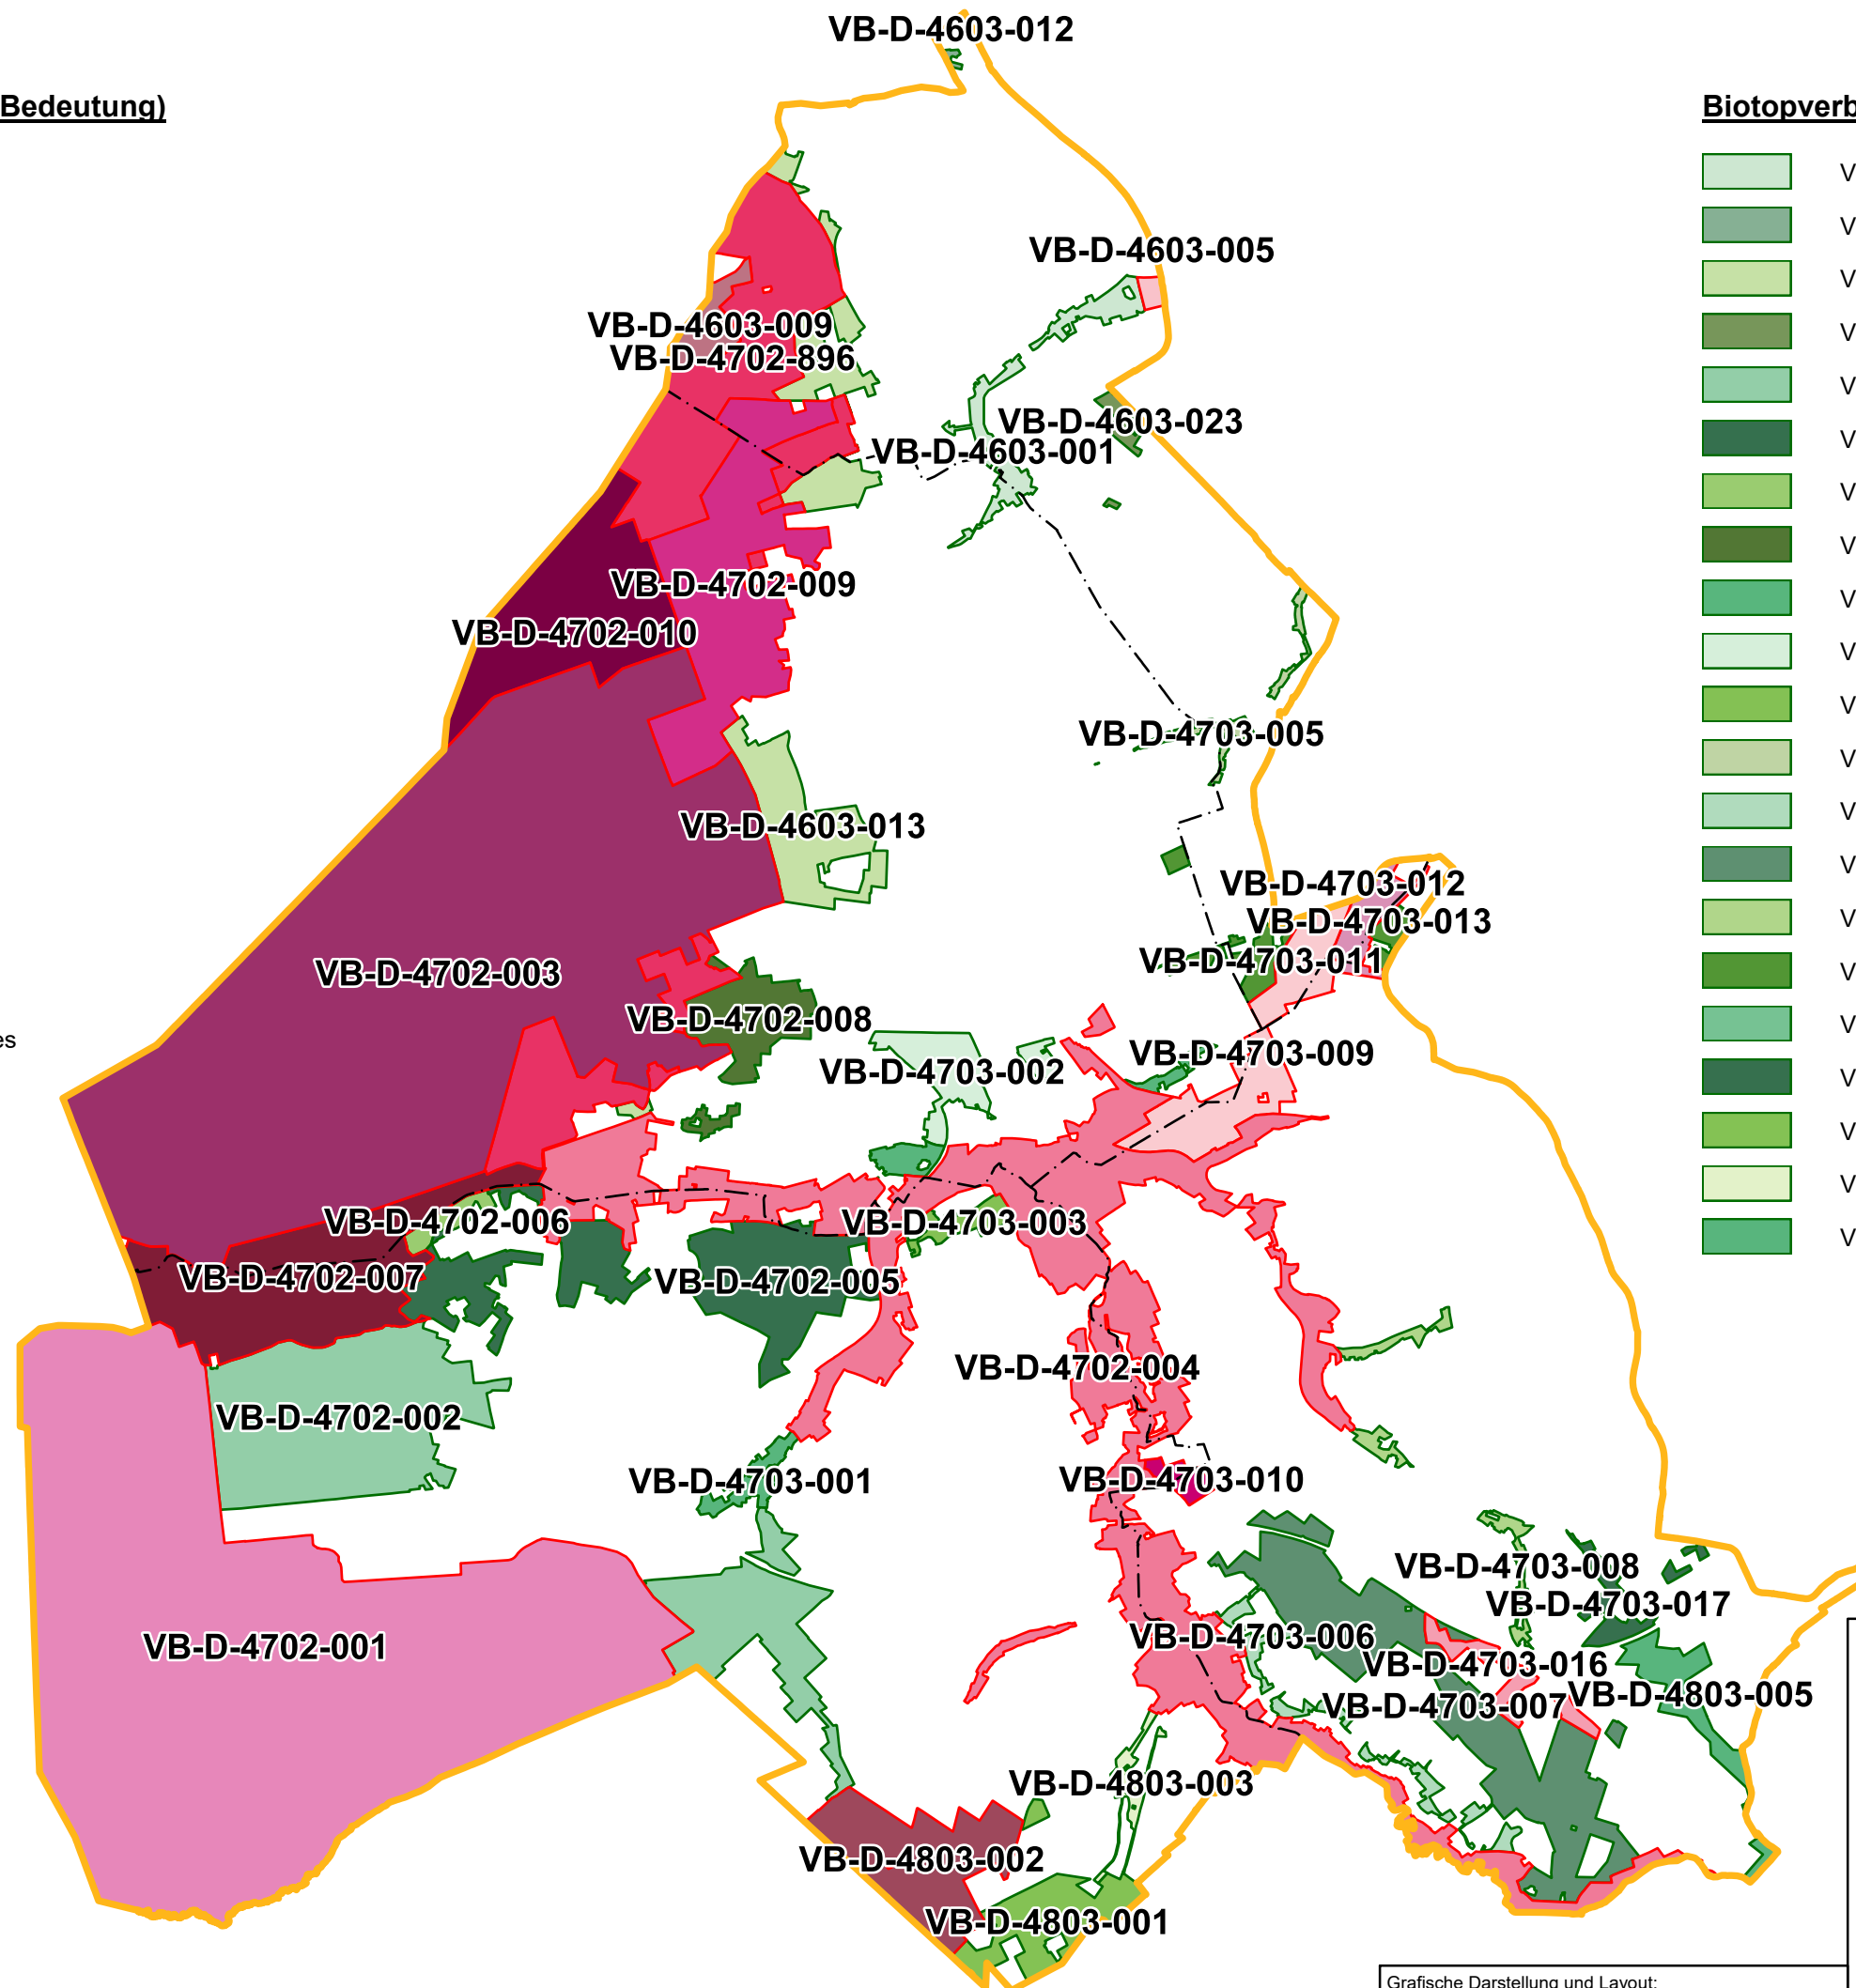 VB-D-4603-012
Bedeutung)
Biotopverb
V
V
VB-D-4603-005
V
VB-D-4603-009
V
VB-D-4702-896
V
VB-D-4603-023
V
VB-D-4603-001
V
V
VB-D-4702-009
V
VB-D-4702-010
V
V
VB-D-4703-005
V
VB-D-4603-013
V
V
VB-D-4703-012
VB-D-4703-013
V
VB-D-4703-011
VB-D-4702-003
V
VB-D-4702-008
V
es
VB-D-4703-009
VB-D-4703-002
V
V
V
VB-D-4702-006
VB-D-4703-003
V
VB-D-4702-007
VB-D-4702-005
VB-D-4702-004
VB-D-4702-002
VB-D-4703-001
VB-D-4703-010
VB-D-4703-008
VB-D-4703-017
VB-D-4702-001
VB-D-4703-006
VB-D-4703-016
VB-D-4703-007
VB-D-4803-005
VB-D-4803-003
VB-D-4803-002
VB-D-4803-001
Grafische Darstellung und Layout: